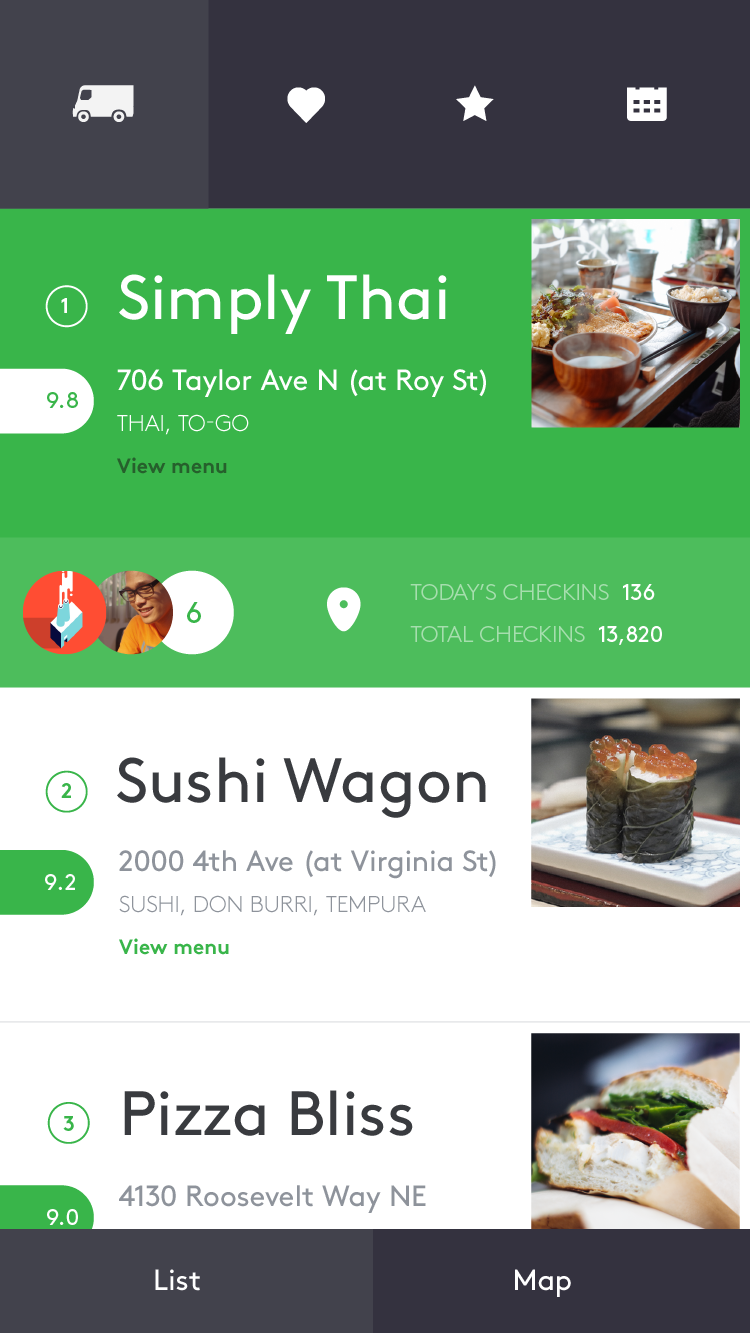 1
Simply Thai
9.8
706 Taylor Ave N (at Roy St)
THAI, TO-GO
View menu
6
TODAY'S CHECKINS 136
TOTAL CHECKINS 13,820
2
Sushi Wagon
9.2
2000 4th Ave (at Virginia St)
SUSHI, DON BURRI, TEMPURA
View menu
3
Pizza Bliss
4130 Roosevelt Way NE
9.0
List
Map